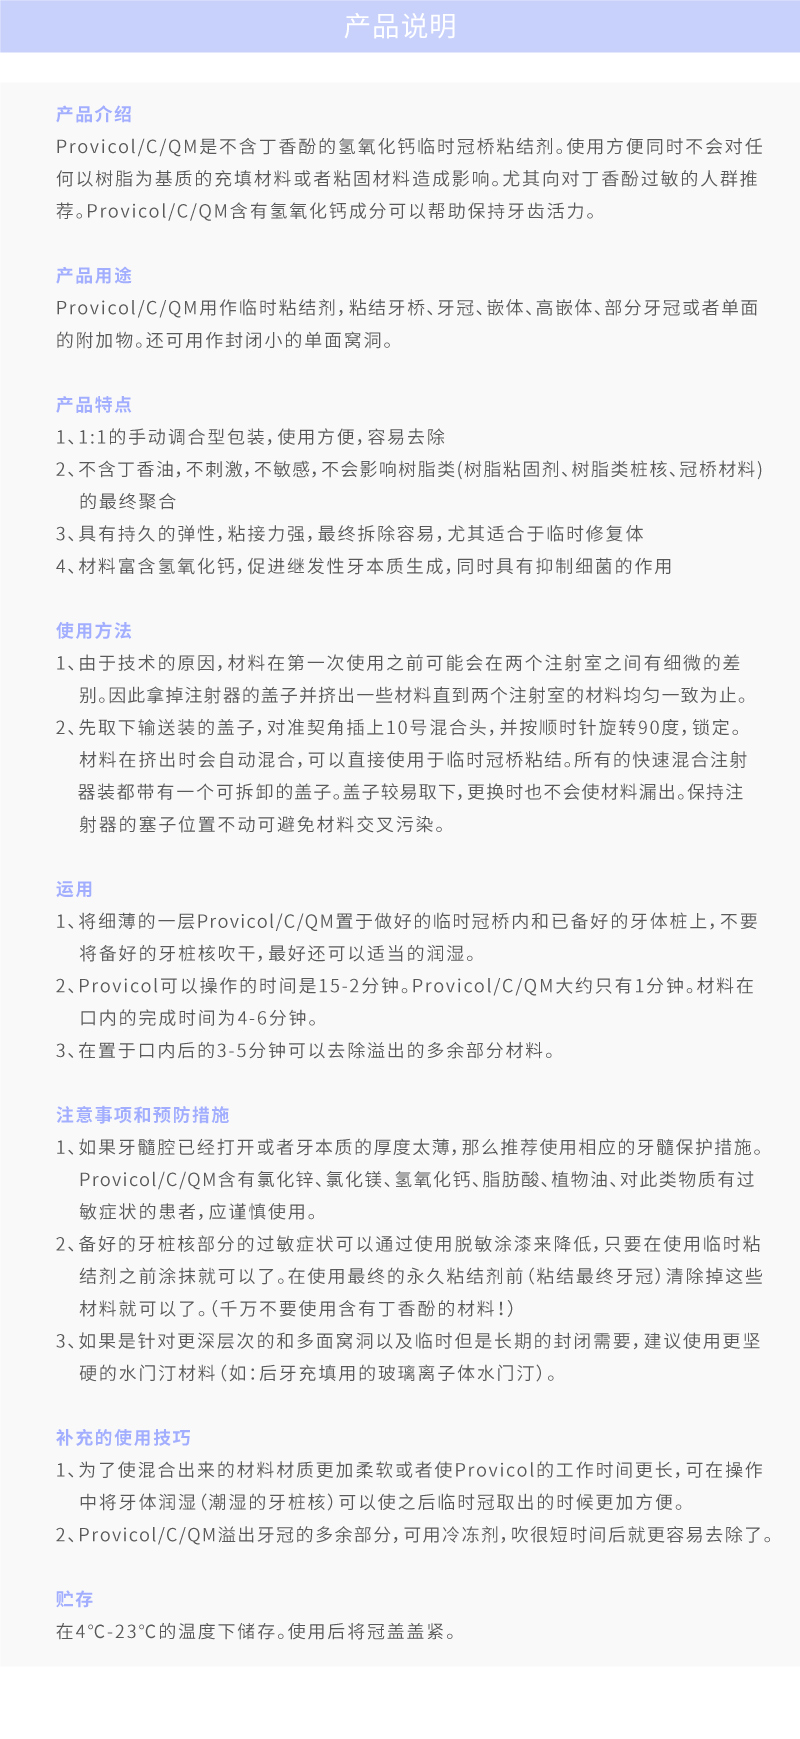 产品说明
产品介绍
Provicol/C/QM是不含丁香酚的氢氧化钙临时冠桥粘结剂。使用方便同时不会对任
何以树脂为基质的充填材料或者粘固材料造成影响。尤其向对丁香酚过敏的人群推
荐。Provicol/C/QM含有氢氧化钙成分可以帮助保持牙齿活力。
产品用途
Provicol/C/QM用作临时粘结剂，粘结牙桥、牙冠、嵌体、高嵌体、部分牙冠或者单面
的附加物。还可用作封闭小的单面窝洞。
产品特点
1、1:1的手动调合型包装，使用方便，容易去除
2、不含丁香油，不刺激，不敏感，不会影响树脂类(树脂粘固剂、树脂类桩核、冠桥材料)
的最终聚合
3、具有持久的弹性，粘接力强，最终拆除容易，尤其适合于临时修复体
4、材料富含氢氧化钙，促进继发性牙本质生成，同时具有抑制细菌的作用
使用方法
1、由于技术的原因，材料在第一次使用之前可能会在两个注射室之间有细微的差
别。因此拿掉注射器的盖子并挤出一些材料直到两个注射室的材料均匀一致为止。
2、先取下输送装的盖子，对准契角插上10号混合头，并按顺时针旋转90度，锁定。
材料在挤出时会自动混合，可以直接使用于临时冠桥粘结。所有的快速混合注射
器装都带有一个可拆卸的盖子。盖子较易取下，更换时也不会使材料漏出。保持注
射器的塞子位置不动可避免材料交叉污染。
运用
1、将细薄的一层Provicol/C/QM置于做好的临时冠桥内和已备好的牙体桩上，不要
将备好的牙桩核吹干，最好还可以适当的润湿。
2、Provicol可以操作的时间是15-2分钟。Provicol/C/QM大约只有1分钟。材料在
口内的完成时间为4-6分钟。
3、在置于口内后的3-5分钟可以去除溢出的多余部分材料。
注意事项和预防措施
1、如果牙髓腔已经打开或者牙本质的厚度太薄，那么推荐使用相应的牙髓保护措施。
Provicol/C/QM含有氯化锌、氯化镁、氢氧化钙、脂肪酸、植物油、对此类物质有过
敏症状的患者，应谨慎使用。
2、备好的牙桩核部分的过敏症状可以通过使用脱敏涂漆来降低，只要在使用临时粘
结剂之前涂抹就可以了。在使用最终的永久粘结剂前（粘结最终牙冠）清除掉这些
材料就可以了。（千万不要使用含有丁香酚的材料！）
3、如果是针对更深层次的和多面窝洞以及临时但是长期的封闭需要，建议使用更坚
硬的水门汀材料（如：后牙充填用的玻璃离子体水门汀）。
补充的使用技巧
1、为了使混合出来的材料材质更加柔软或者使Provicol的工作时间更长，可在操作
中将牙体润湿（潮湿的牙桩核）可以使之后临时冠取出的时候更加方便。
2、Provicol/C/QM溢出牙冠的多余部分，可用冷冻剂，吹很短时间后就更容易去除了。
贮存
在4℃-23℃的温度下储存。使用后将冠盖盖紧。